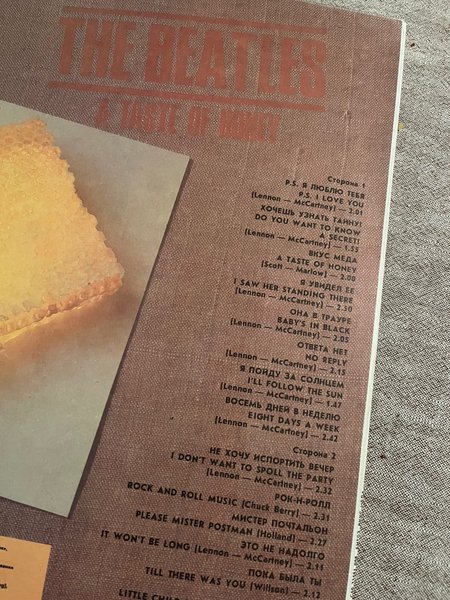 THE BEATLES
A TASTE OF HONEY
Сторона 1
P.S. Я ЛЮБЛЮ ТЕБЯ
P.S. I LOVE YOU
(Lennon — McCartney) — 2.01
ХОЧЕШЬ УЗНАТЬ ТАЙНУ!
DO YOU WANT TO KNOW
A SECRET!
(Lennon — McCartney) — 1.55
ВКУС МЕДА
A TASTE OF HONEY
(Scott — Marlow) — 2.00
Я УВИДЕЛ ЕЕ
I SAW HER STANDING THERE
(Lennon — McCartney) — 2.50
ОНА В ТРАУРЕ
BABY'S IN BLACK
(Lennon — McCartney) — 2.05
ОТВЕТА НЕТ
NO REPLY
(Lennon — McCartney) — 2.15
Я ПОЙДУ ЗА СОЛНЦЕМ
I'LL FOLLOW THE SUN
(Lennon — McCartney) — 1.47
ВОСЕМЬ ДНЕЙ В НЕДЕЛЮ
EIGHT DAYS A WEEK
(Lennon — McCartney) — 2.42
Сторона 2
НЕ ХОЧУ ИСПОРТИТЬ ВЕЧЕР
I DON'T WANT TO SPOLL THE PARTY
(Lennon — McCartney) — 2.32
РОК-Н-РОЛЛ
ROCK AND ROLL MUSIC (Chuck Berry) — 2.31
МИСТЕР ПОЧТАЛЬОН
PLEASE MISTER POSTMAN (Holland) — 2.27
ЭТО НЕ НАДОЛГО
IT WON'T BE LONG (Lennon — McCartney) — 2.11
ПОКА БЫЛА ТЫ
TILL THERE WAS YOU (Willson) — 2.12
LITTLE